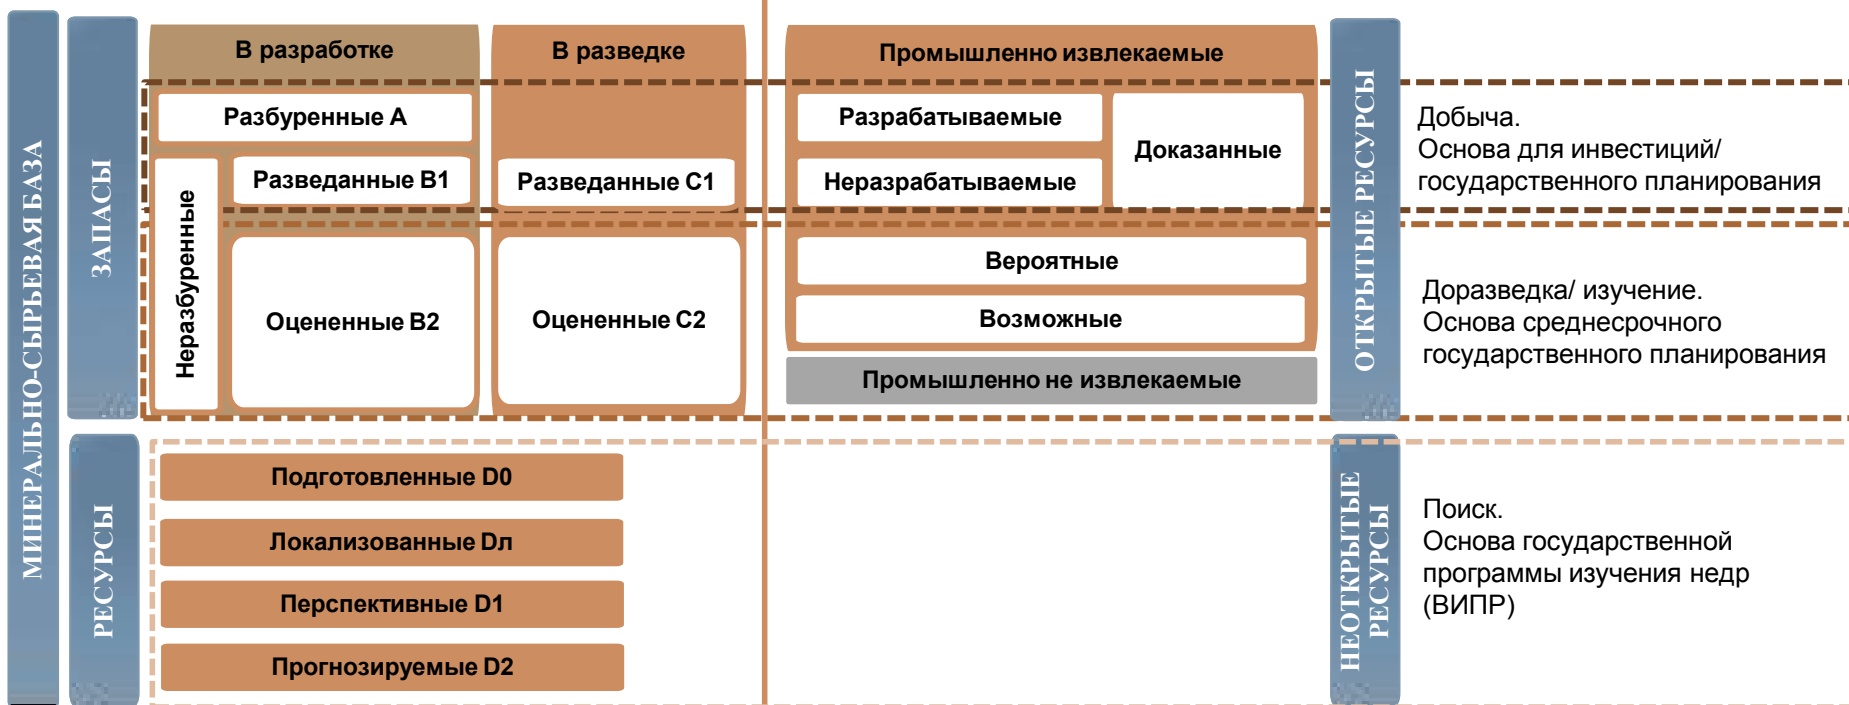 МИНЕРАЛЬНО-СЫРЬЕВАЯ БАЗА
ЗАПАСЫ
В разработке
В разведке
Промышленно извлекаемые
Разбуренные А
Неразбуренные
Разведанные В1
Разведанные С1
Разрабатываемые
Неразрабатываемые
Доказанные
Оцененные В2
Оцененные С2
Вероятные
Возможные
Промышленно не извлекаемые
ОТКРЫТЫЕ РЕСУРСЫ
Добыча.
Основа для инвестиций/
государственного планирования
Доразведка/ изучение.
Основа среднесрочного
государственного планирования
РЕСУРСЫ
Подготовленные D0
Локализованные Dл
Перспективные D1
Прогнозируемые D2
НЕОТКРЫТЫЕ
РЕСУРСЫ
Поиск.
Основа государственной
программы изучения недр
(ВИПР)